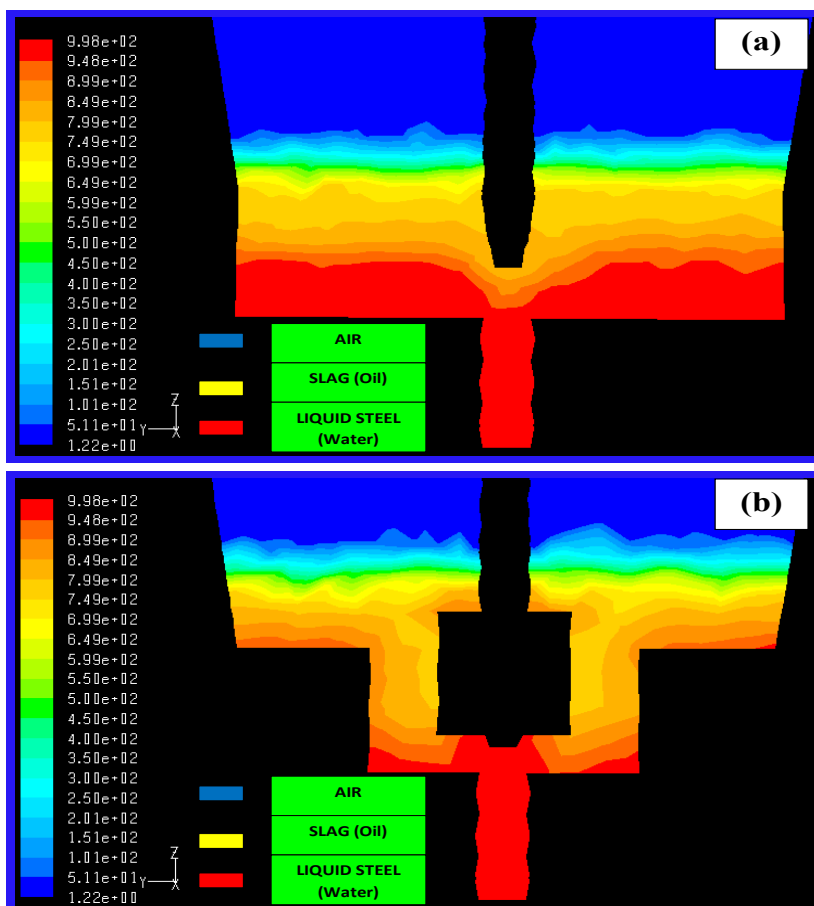 (a)
9.98e+02
9.48e+02
8.99e+02
8.49e+02
7.99e+02
7.49e+02
6.99e+02
6.49e+02
5.99e+02
5.50e+02
5.00e+02
4.50e+02
4.00e+02
3.50e+02
3.00e+02
2.50e+02
2.01e+02
1.51e+02
1.01e+02
5.11e+01
1.22e+00
Z
Y
X
AIR
SLAG (Oil)
LIQUID STEEL
(Water)
(b)
9.98e+02
9.48e+02
8.99e+02
8.49e+02
7.99e+02
7.49e+02
6.99e+02
6.49e+02
5.99e+02
5.50e+02
5.00e+02
4.50e+02
4.00e+02
3.50e+02
3.00e+02
2.50e+02
2.01e+02
1.51e+02
1.01e+02
5.11e+01
1.22e+00
Z
Y
X
AIR
SLAG (Oil)
LIQUID STEEL
(Water)